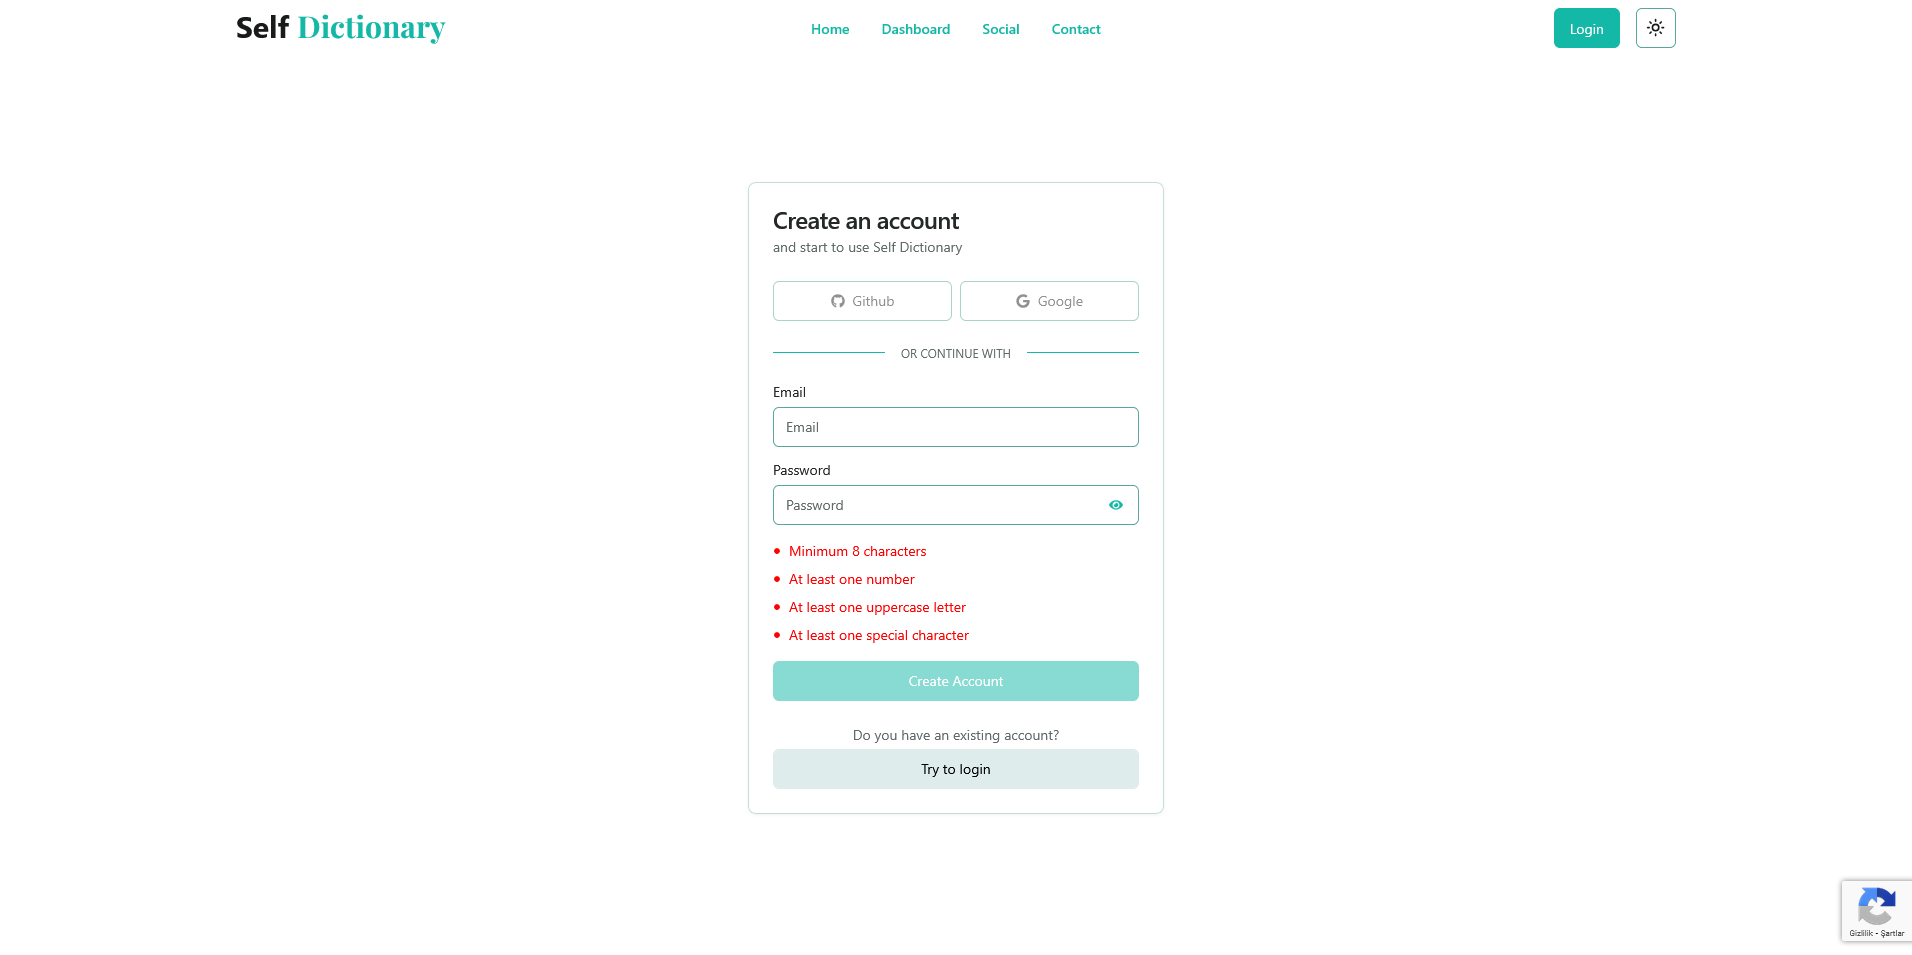 Self Dictionary
Home Dashboard Social Contact
Login
Create an account
and start to use Self Dictionary
Github Google
OR CONTINUE WITH
Email
Email
Password
Password
Minimum 8 characters
At least one number
At least one uppercase letter
At least one special character
Create Account
Do you have an existing account?
Try to login
Gizlilik - Şartlar